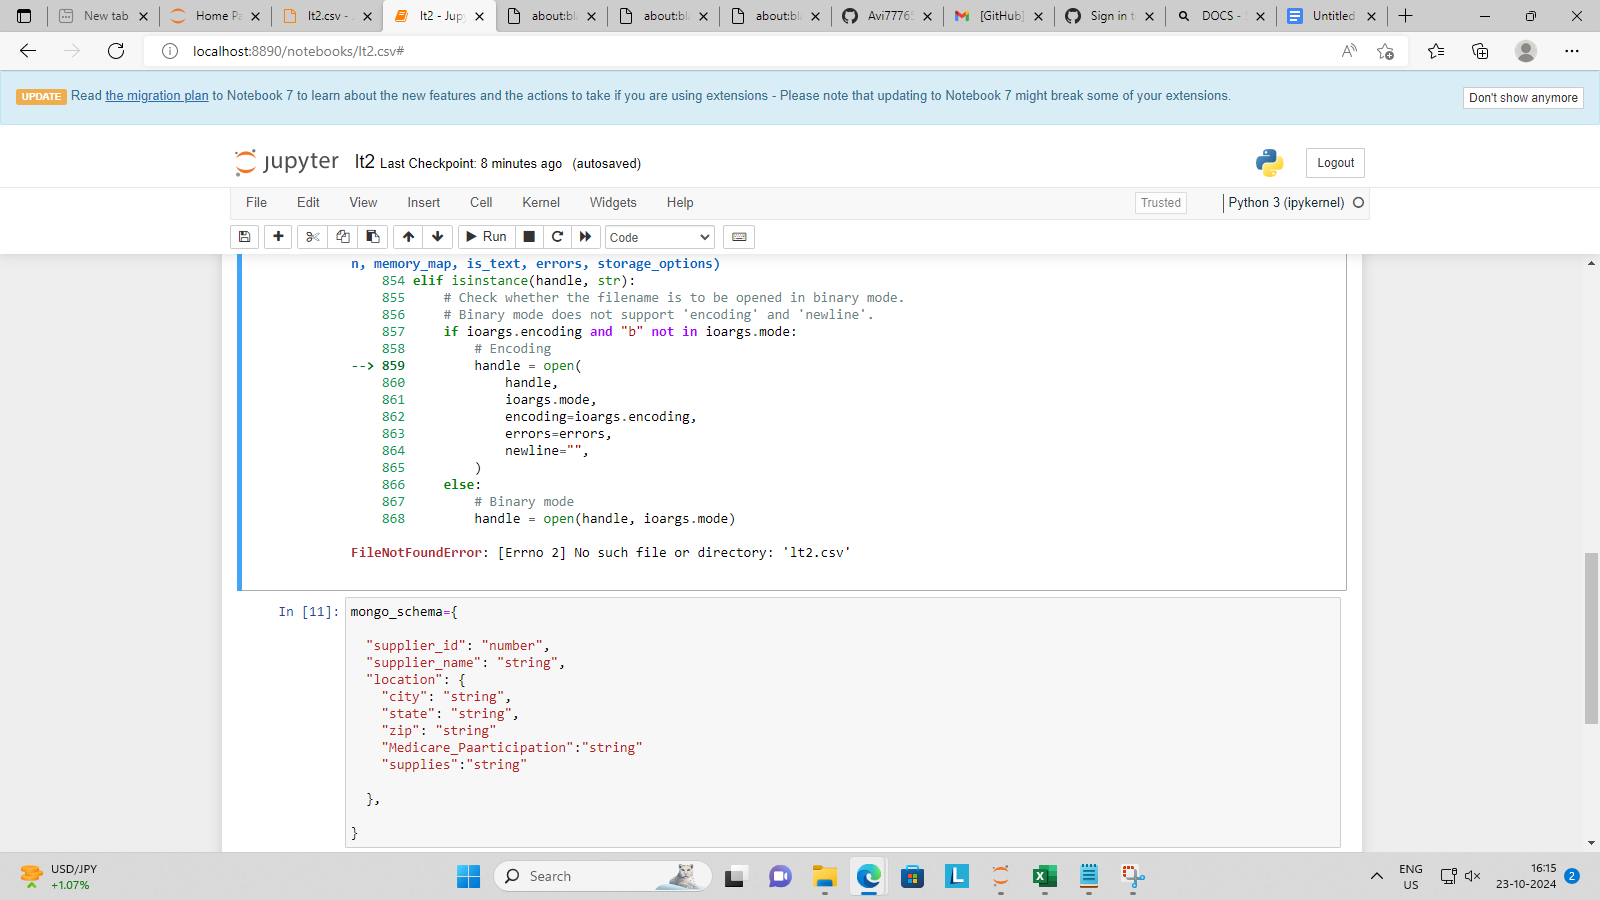 New tab
Home Pa
lt2.csv -
lt2 - Jup
about:bla
about:bla
about:bla
Avi7776
[GitHub]
Sign in t
DOCS -
Untitled
localhost:8890/notebooks/lt2.csv#
UPDATE Read the migration plan to Notebook 7 to learn about the new features and the actions to take if you are using extensions - Please note that updating to Notebook 7 might break some of your extensions.
Don't show anymore
jupyter lt2 Last Checkpoint: 8 minutes ago (autosaved)
Logout
File Edit View Insert Cell Kernel Widgets Help
Trusted
Python 3 (ipykernel)
Run
Code
n, memory_map, is_text, errors, storage_options)
854 elif isinstance(handle, str):
855     # Check whether the filename is to be opened in binary mode.
856     # Binary mode does not support 'encoding' and 'newline'.
857     if ioargs.encoding and "b" not in ioargs.mode:
858         # Encoding
--> 859         handle = open(
860             handle,
861             ioargs.mode,
862             encoding=ioargs.encoding,
863             errors=errors,
864             newline="",
865         )
866     else:
867         # Binary mode
868         handle = open(handle, ioargs.mode)
FileNotFoundError: [Errno 2] No such file or directory: 'lt2.csv'
In [11]: mongo_schema={
"supplier_id": "number",
"supplier_name": "string",
"location": {
"city": "string",
"state": "string",
"zip": "string"
"Medicare_Paarticipation":"string"
"supplies":"string"
},
}
USD/JPY
+1.07%
Search
L
ENG
US
16:15
23-10-2024
2